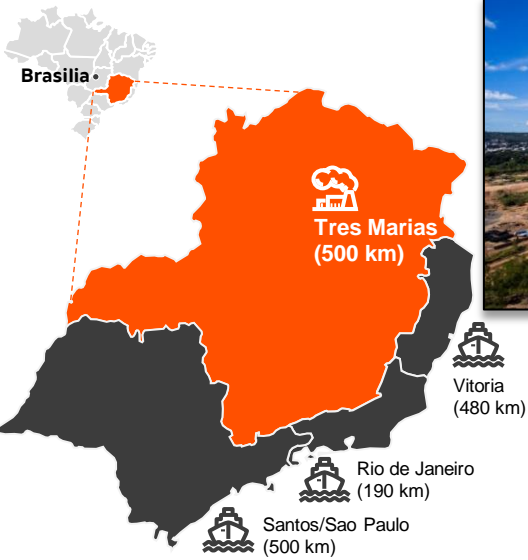 Brasilia
Tres Marias
(500 km)
Vitoria
(480 km)
Rio de Janeiro
(190 km)
Santos/Sao Paulo
(500 km)